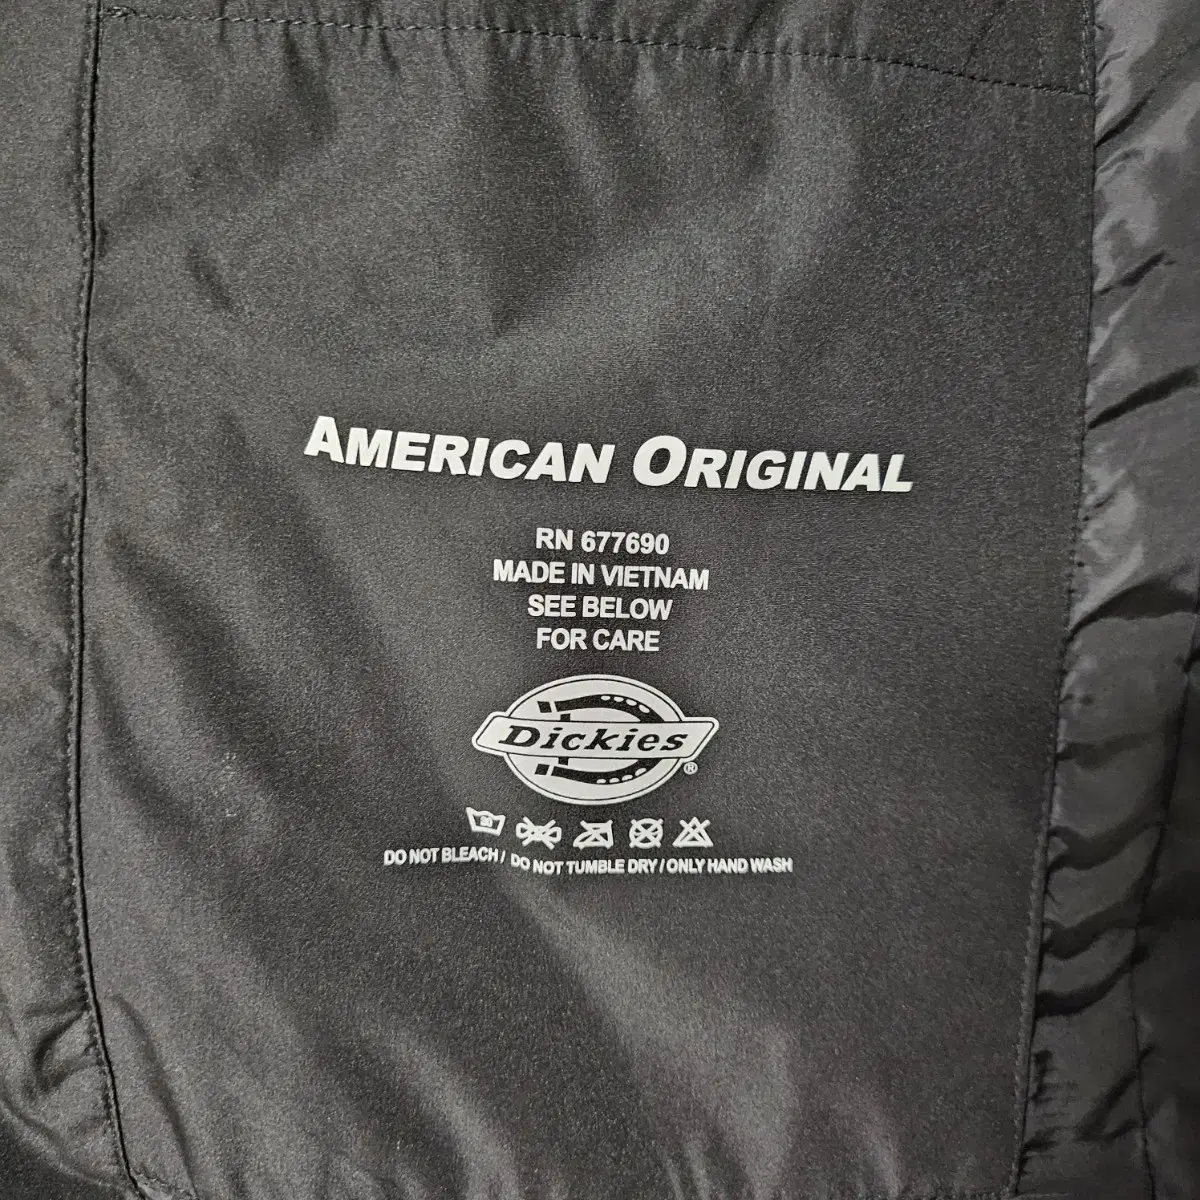 AMERICAN ORIGINAL
RN 677690
MADE IN VIETNAM
SEE BELOW
FOR CARE
Dickies
®
30
DO NOT BLEACH / DO NOT TUMBLE DRY / ONLY HAND WASH